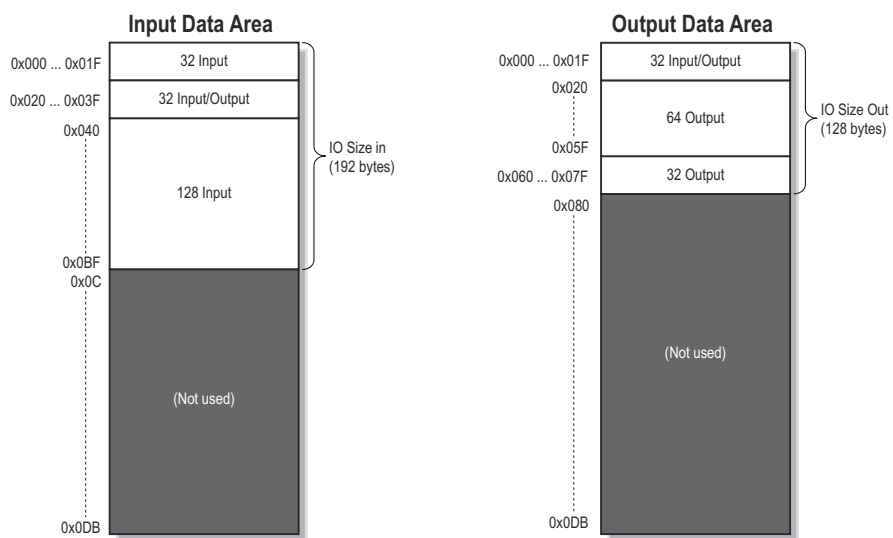 Input Data Area
0x000 ... 0x01F
32 Input
0x020 ... 0x03F
32 Input/Output
0x040
128 Input
0x0BF
IO Size in
(192 bytes)
0x0C
(Not used)
0x0DB
Output Data Area
0x000 ... 0x01F
32 Input/Output
0x020
64 Output
0x05F
0x060 ... 0x07F
32 Output
IO Size Out
(128 bytes)
0x080
(Not used)
0x0DB